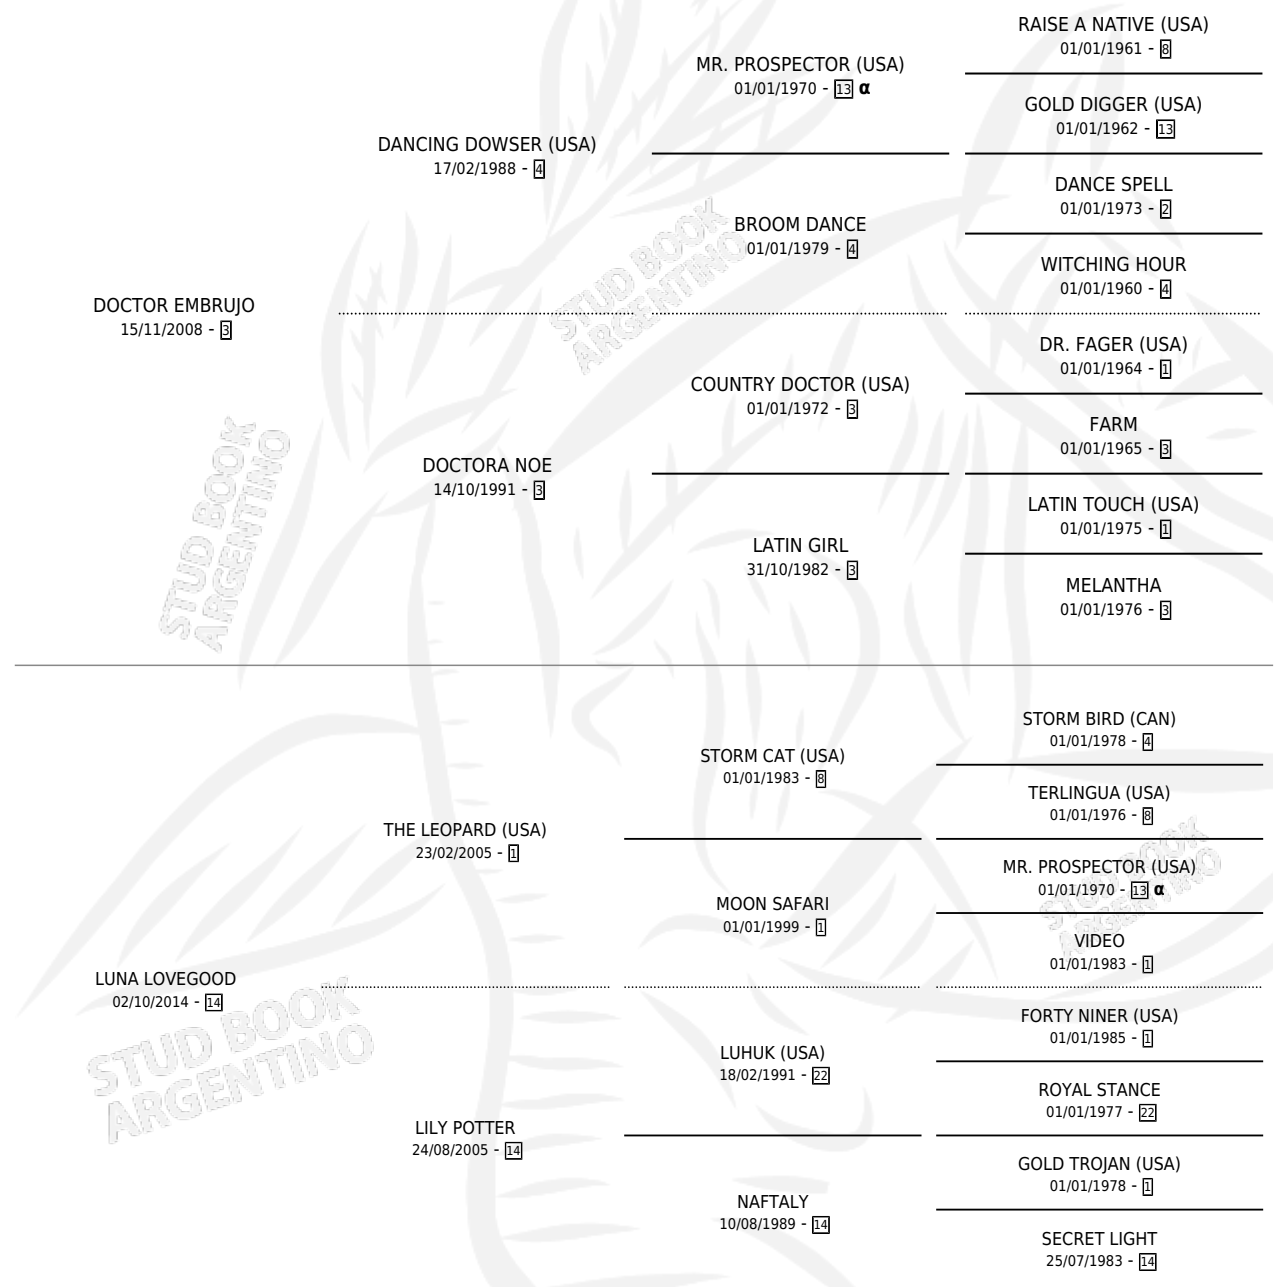 RAISE A NATIVE (USA)
01/01/1961 - 8
MR. PROSPECTOR (USA)
01/01/1970 - 13 α
GOLD DIGGER (USA)
01/01/1962 - 13
DANCING DOWSER (USA)
17/02/1988 - 4
DANCE SPELL
01/01/1973 - 2
BROOM DANCE
01/01/1979 - 4
WITCHING HOUR
01/01/1960 - 4
STUD BOOK
ARGENTINO
DOCTOR EMBRUJO
15/11/2008 - 3
DR. FAGER (USA)
01/01/1964 - 1
COUNTRY DOCTOR (USA)
01/01/1972 - 3
FARM
01/01/1965 - 3
DOCTORA NOE
14/10/1991 - 3
LATIN TOUCH (USA)
01/01/1975 - 1
LATIN GIRL
31/10/1982 - 3
MELANTHA
01/01/1976 - 3
STUD BOOK
ARGENTINO
STORM BIRD (CAN)
01/01/1978 - 4
STORM CAT (USA)
01/01/1983 - 8
TERLINGUA (USA)
01/01/1976 - 8
THE LEOPARD (USA)
23/02/2005 - 1
MR. PROSPECTOR (USA)
01/01/1970 - 13 α
MOON SAFARI
01/01/1999 - 1
VIDEO
01/01/1983 - 1
STUD BOOK
ARGENTINO
LUNA LOVEGOOD
02/10/2014 - 14
FORTY NINER (USA)
01/01/1985 - 1
LUHUK (USA)
18/02/1991 - 22
ROYAL STANCE
01/01/1977 - 22
STUD BOOK
ARGENTINO
LILY POTTER
24/08/2005 - 14
GOLD TROJAN (USA)
01/01/1978 - 1
NAFTALY
10/08/1989 - 14
SECRET LIGHT
25/07/1983 - 14